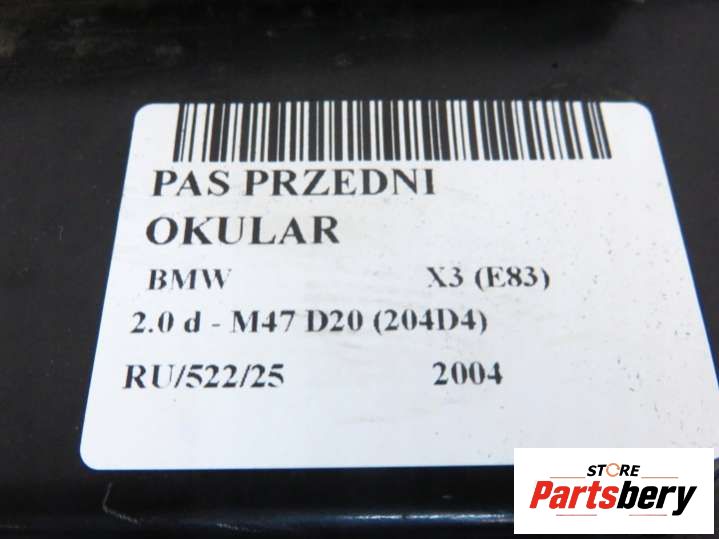 PAS PRZEDNI
OKULAR
BMW X3 (E83)
2.0 d - M47 D20 (204D4)
RU/522/25 2004
STORE
Partsbery